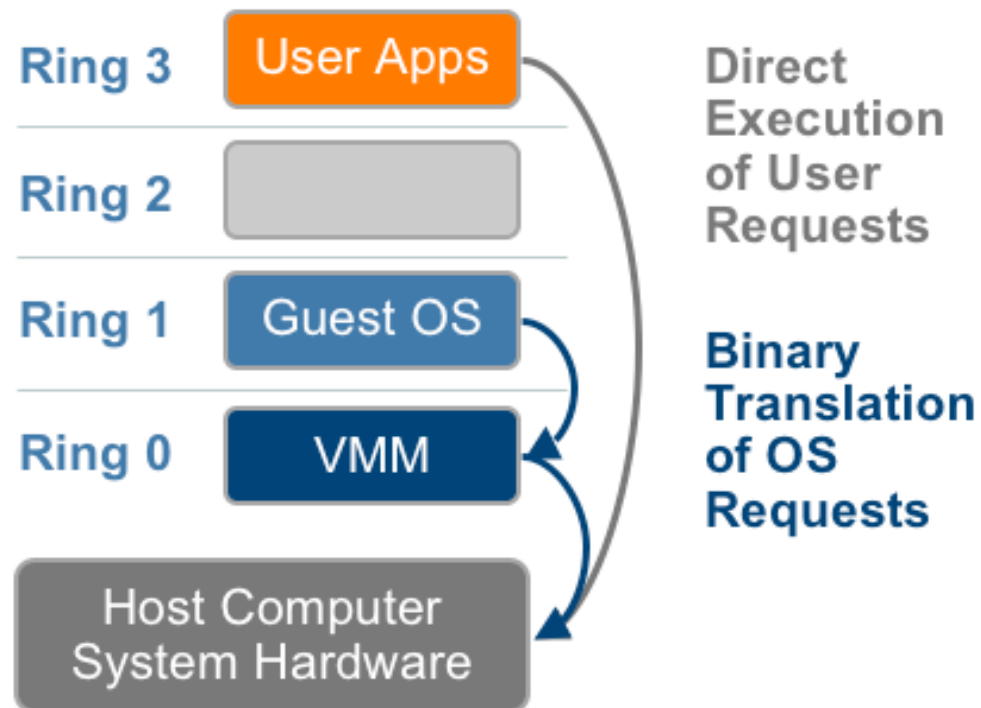 Ring 3
User Apps
Ring 2
Ring 1
Guest OS
Ring 0
VMM
Host Computer
System Hardware
Direct
Execution
of User
Requests
Binary
Translation
of OS
Requests